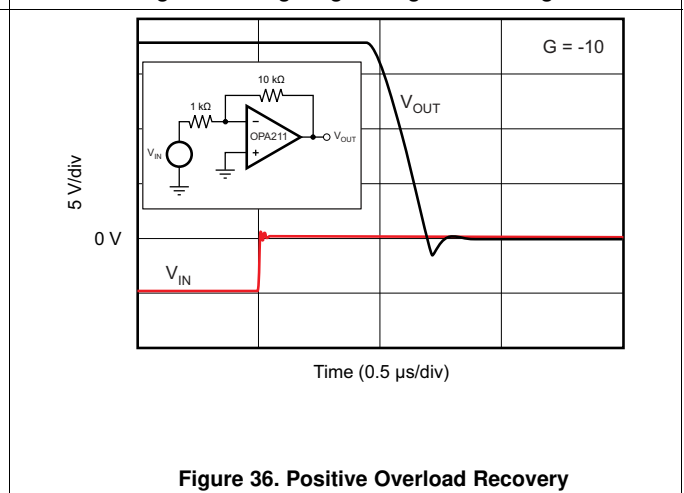 G = -10
10 kΩ
1 kΩ
OPA211
V_OUT
V_IN
V_OUT
5 V/div
0 V
V_IN
Time (0.5 µs/div)
Figure 36. Positive Overload Recovery